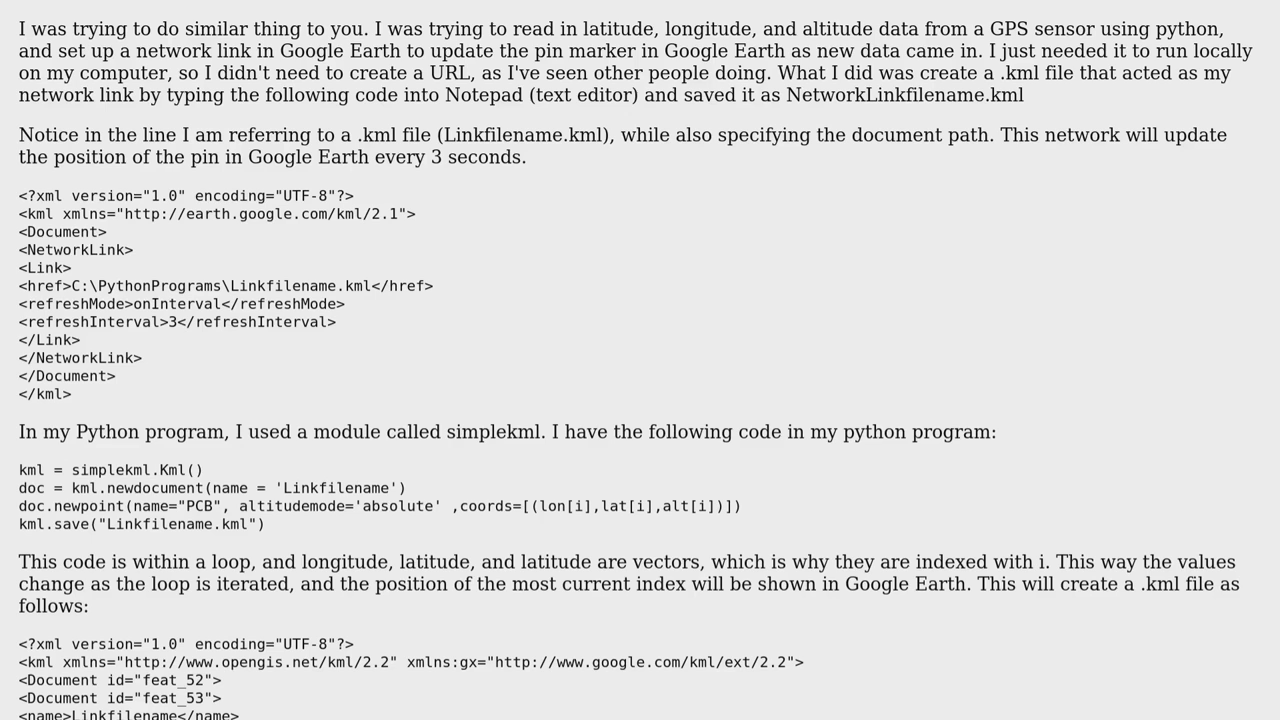 I was trying to do similar thing to you. I was trying to read in latitude, longitude, and altitude data from a GPS sensor using python,
and set up a network link in Google Earth to update the pin marker in Google Earth as new data came in. I just needed it to run locally
on my computer, so I didn't need to create a URL, as I've seen other people doing. What I did was create a .kml file that acted as my
network link by typing the following code into Notepad (text editor) and saved it as NetworkLinkfilename.kml
Notice in the line I am referring to a .kml file (Linkfilename.kml), while also specifying the document path. This network will update
the position of the pin in Google Earth every 3 seconds.
<?xml version="1.0" encoding="UTF-8"?>
<kml xmlns="http://earth.google.com/kml/2.1">
<Document>
<NetworkLink>
<Link>
<href>C:\PythonPrograms\Linkfilename.kml</href>
<refreshMode>onInterval</refreshMode>
<refreshInterval>3</refreshInterval>
</Link>
</NetworkLink>
</Document>
</kml>
In my Python program, I used a module called simplekml. I have the following code in my python program:
kml = simplekml.Kml()
doc = kml.newdocument(name = 'Linkfilename')
doc.newpoint(name="PCB", altitudemode='absolute' ,coords=[(lon[i],lat[i],alt[i])])
kml.save("Linkfilename.kml")
This code is within a loop, and longitude, latitude, and latitude are vectors, which is why they are indexed with i. This way the values
change as the loop is iterated, and the position of the most current index will be shown in Google Earth. This will create a .kml file as
follows:
<?xml version="1.0" encoding="UTF-8"?>
<kml xmlns="http://www.opengis.net/kml/2.2" xmlns:gx="http://www.google.com/kml/ext/2.2">
<Document id="feat_52">
<Document id="feat_53">
<name>Linkfilename</name>